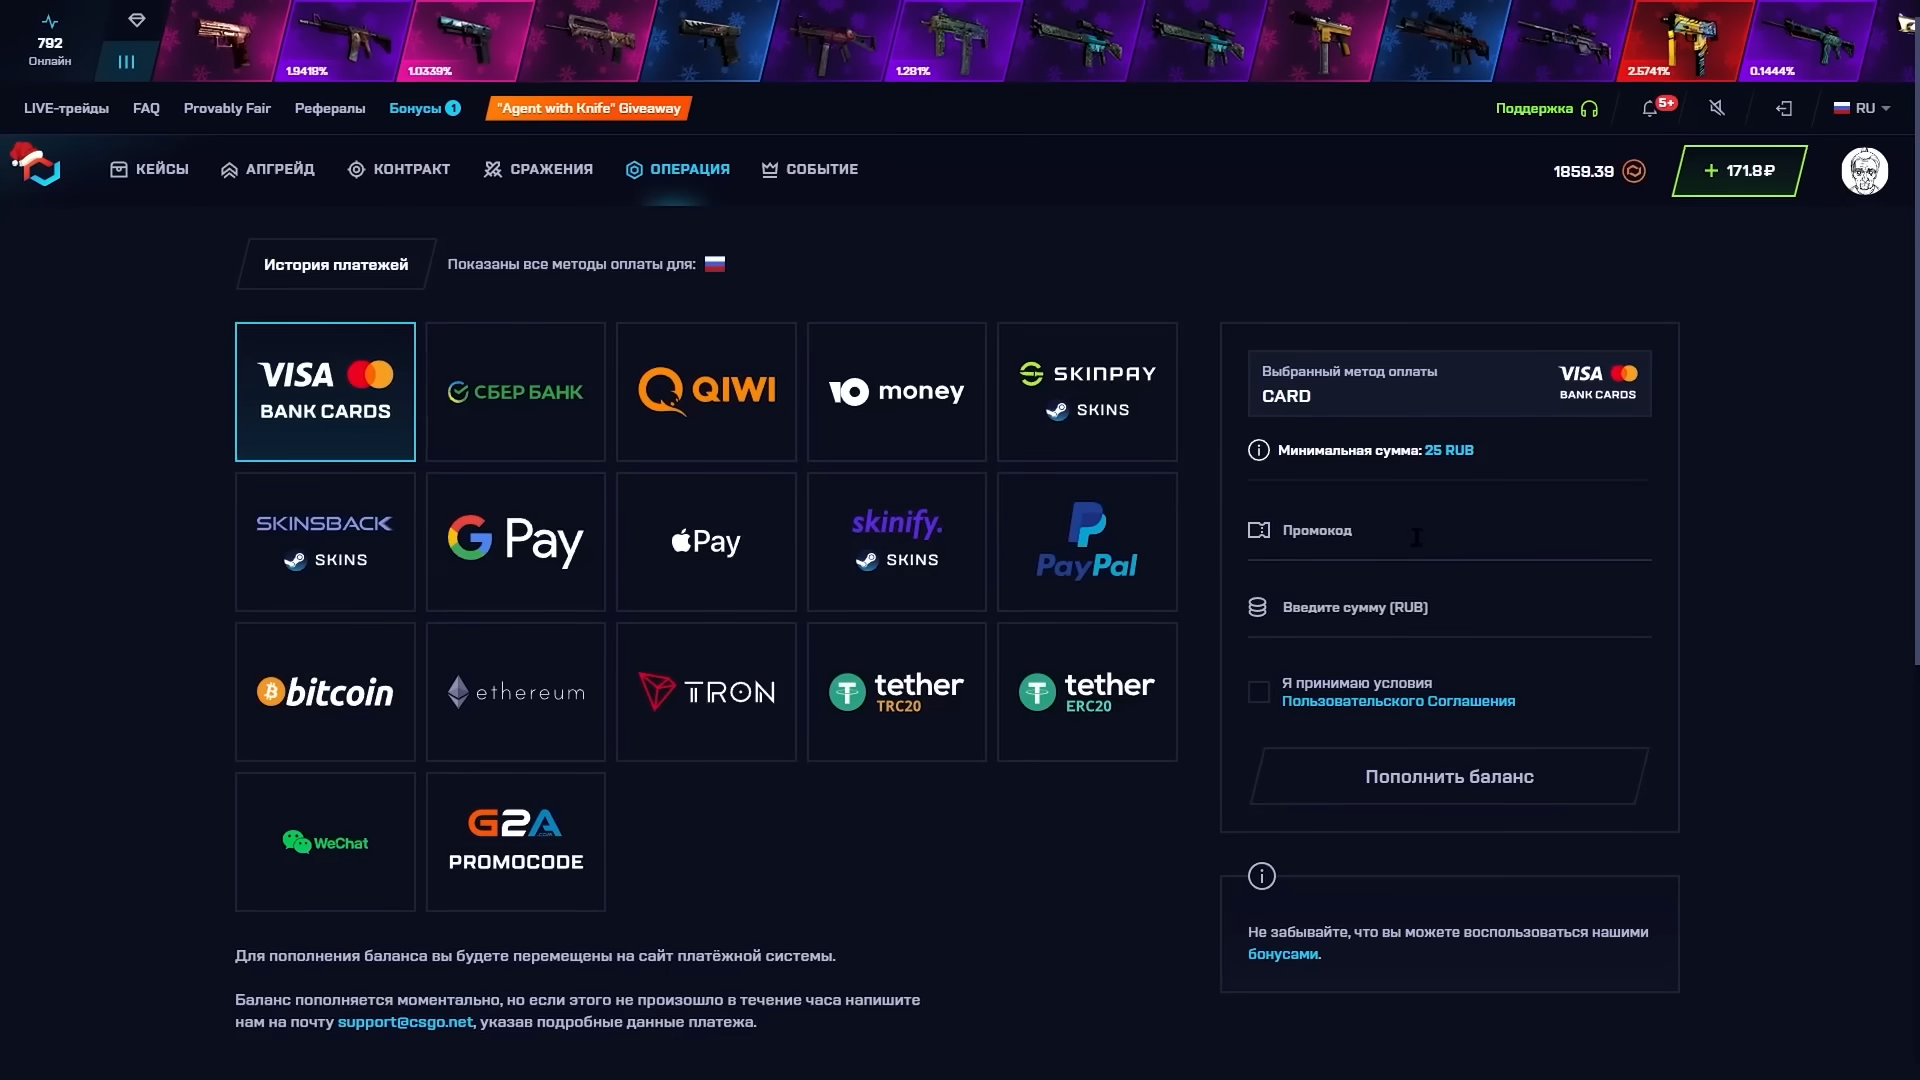 792
Онлайн
1.9418%
1.0339%
1.281%
2.5741%
0.1444%
LIVE-трейды
FAQ
Provably Fair
Рефералы
Бонусы 1
"Agent with Knife" Giveaway
Поддержка
5+
RU
КЕЙСЫ
АПГРЕЙД
КОНТРАКТ
СРАЖЕНИЯ
ОПЕРАЦИЯ
СОБЫТИЕ
1859.39
+ 171.8₽
История платежей
Показаны все методы оплаты для:
VISA
BANK CARDS
СБЕР БАНК
QIWI
Ю money
SKINPAY
SKINS
SKINSBACK
SKINS
G Pay
Pay
skinify.
SKINS
PayPal
bitcoin
ethereum
TRON
tether
TRC20
tether
ERC20
WeChat
G2A
.COM
PROMOCODE
Выбранный метод оплаты
CARD
VISA
BANK CARDS
Минимальная сумма: 25 RUB
Промокод
Введите сумму (RUB)
Я принимаю условия
Пользовательского Соглашения
Пополнить баланс
Не забывайте, что вы можете воспользоваться нашими
бонусами.
Для пополнения баланса вы будете перемещены на сайт платёжной системы.
Баланс пополняется моментально, но если этого не произошло в течение часа напишите
нам на почту support@csgo.net, указав подробные данные платежа.